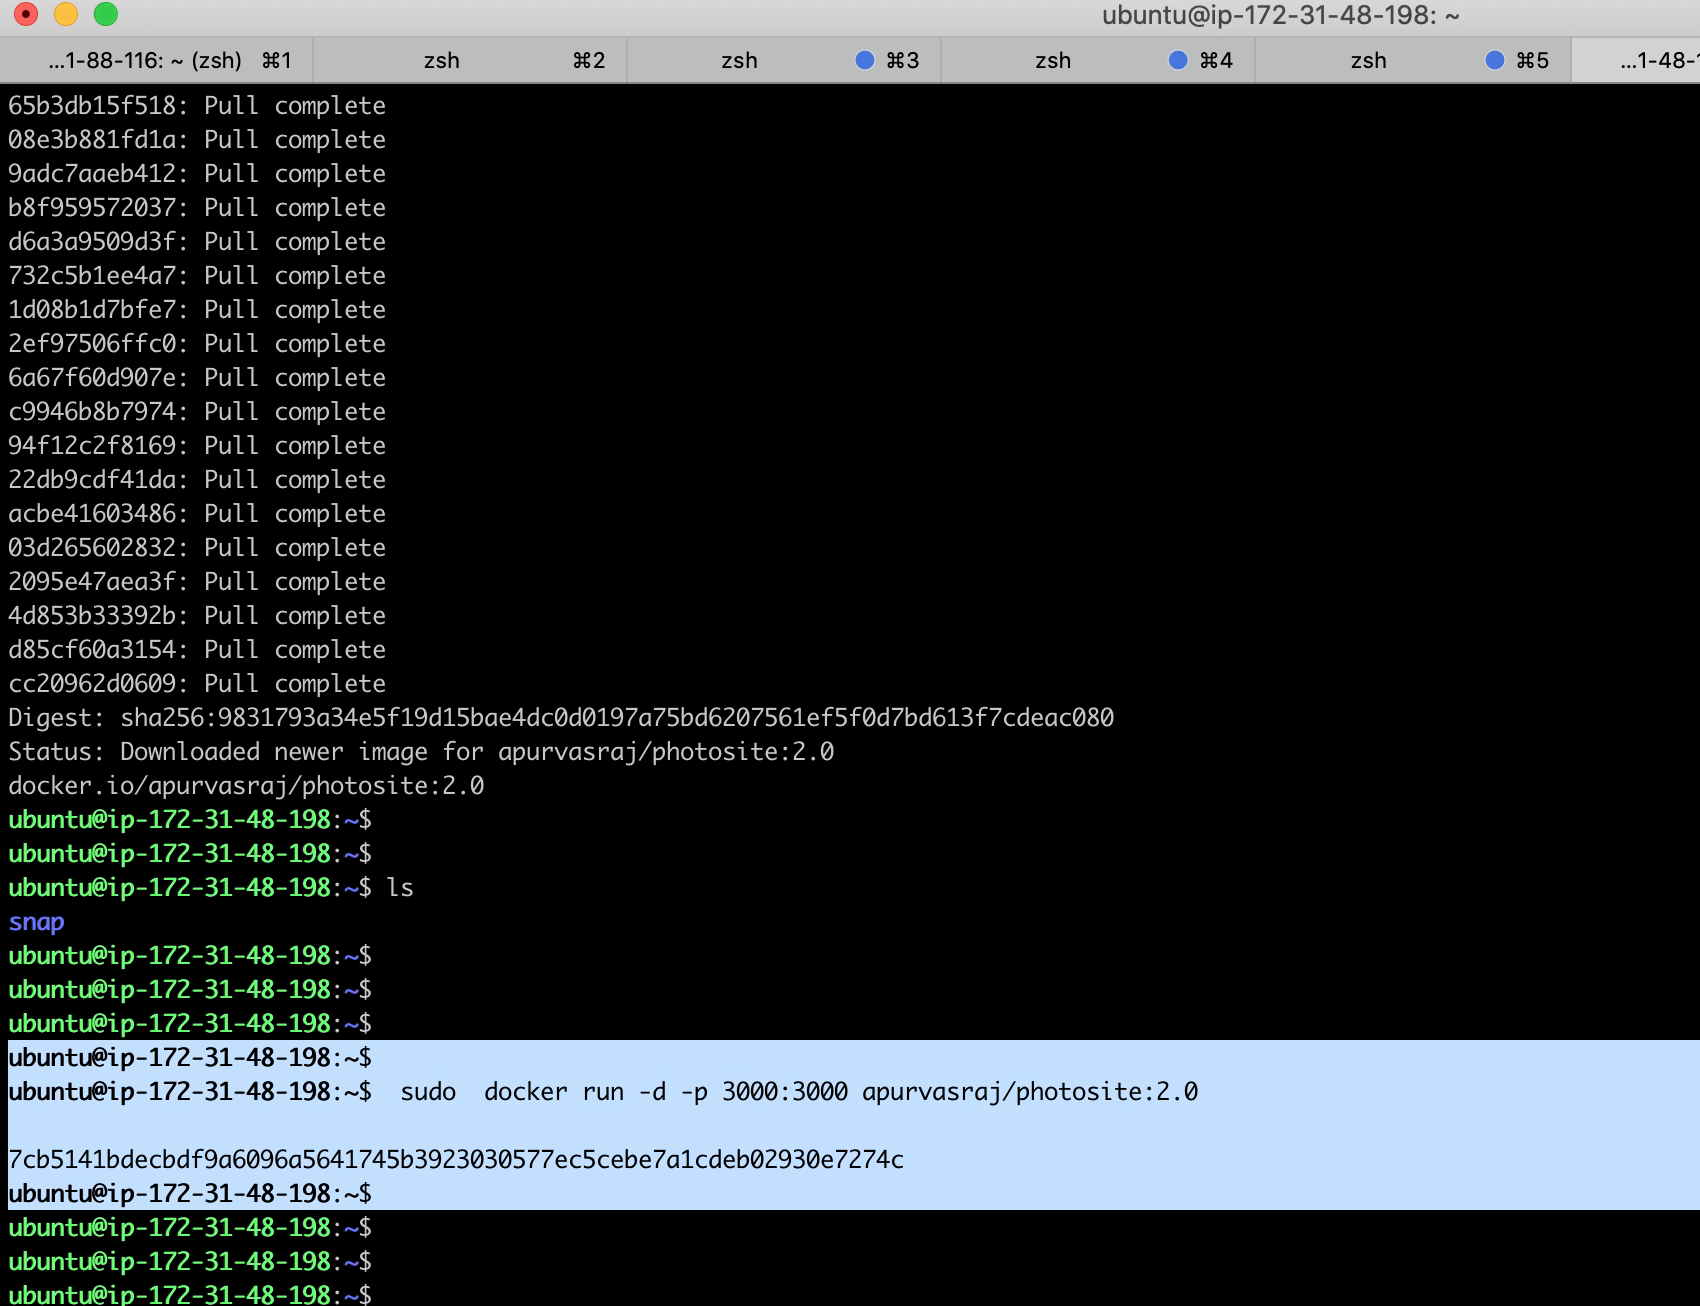 ubuntu@ip-172-31-48-198: ~
...1-88-116: ~ (zsh) ⌘1 zsh ⌘2 zsh ⌘3 zsh ⌘4 zsh ⌘5 ...1-48-1
65b3db15f518: Pull complete
08e3b881fd1a: Pull complete
9adc7aaeb412: Pull complete
b8f959572037: Pull complete
d6a3a9509d3f: Pull complete
732c5b1ee4a7: Pull complete
1d08b1d7bfe7: Pull complete
2ef97506ffc0: Pull complete
6a67f60d907e: Pull complete
c9946b8b7974: Pull complete
94f12c2f8169: Pull complete
22db9cdf41da: Pull complete
acbe41603486: Pull complete
03d265602832: Pull complete
2095e47aea3f: Pull complete
4d853b33392b: Pull complete
d85cf60a3154: Pull complete
cc20962d0609: Pull complete
Digest: sha256:9831793a34e5f19d15bae4dc0d0197a75bd6207561ef5f0d7bd613f7cdeac080
Status: Downloaded newer image for apurvasraj/photosite:2.0
docker.io/apurvasraj/photosite:2.0
ubuntu@ip-172-31-48-198:~$
ubuntu@ip-172-31-48-198:~$
ubuntu@ip-172-31-48-198:~$ ls
snap
ubuntu@ip-172-31-48-198:~$
ubuntu@ip-172-31-48-198:~$
ubuntu@ip-172-31-48-198:~$
ubuntu@ip-172-31-48-198:~$
ubuntu@ip-172-31-48-198:~$  sudo  docker run -d -p 3000:3000 apurvasraj/photosite:2.0
7cb5141bdecbdf9a6096a5641745b3923030577ec5cebe7a1cdeb02930e7274c
ubuntu@ip-172-31-48-198:~$
ubuntu@ip-172-31-48-198:~$
ubuntu@ip-172-31-48-198:~$
ubuntu@ip-172-31-48-198:~$